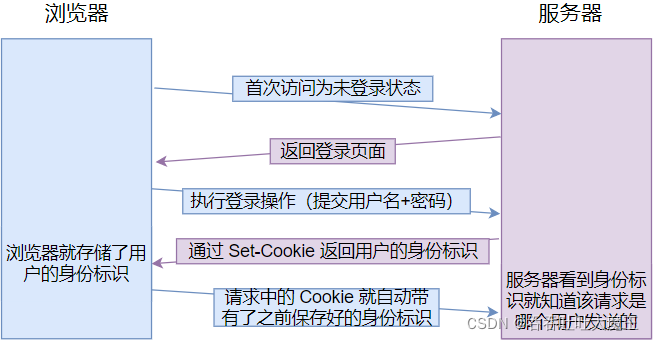 浏览器
服务器
首次访问为未登录状态
返回登录页面
执行登录操作（提交用户名+密码）
通过 Set-Cookie 返回用户的身份标识
浏览器就存储了用
户的身份标识
请求中的 Cookie 就自动带
有了之前保存好的身份标识
服务器看到身份标
识就知道该请求是
哪个用户发送的
CSDN